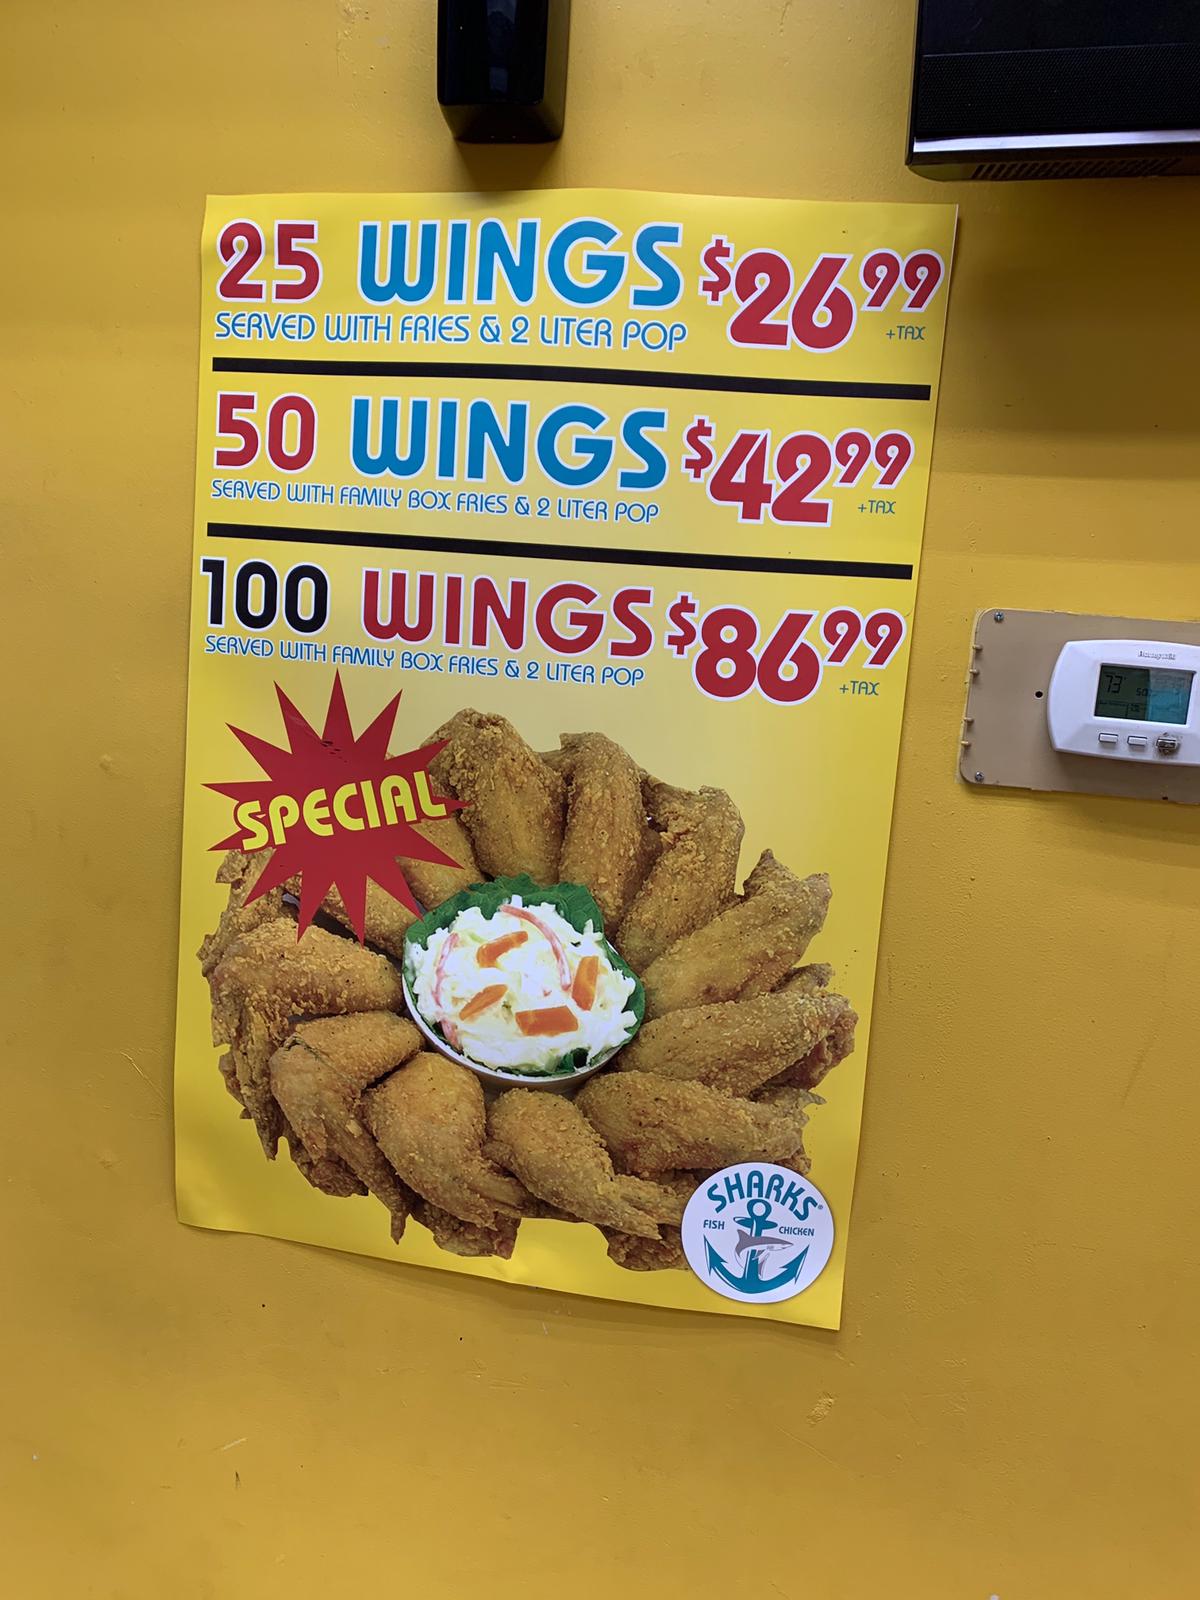 25 WINGS $26.99
SERVED WITH FRIES & 2 LITER POP +TAX
50 WINGS $42.99
SERVED WITH FAMILY BOX FRIES & 2 LITER POP +TAX
100 WINGS $86.99
SERVED WITH FAMILY BOX FRIES & 2 LITER POP +TAX
Honeywell
73°
SPECIAL
SHARKS®
FISH CHICKEN